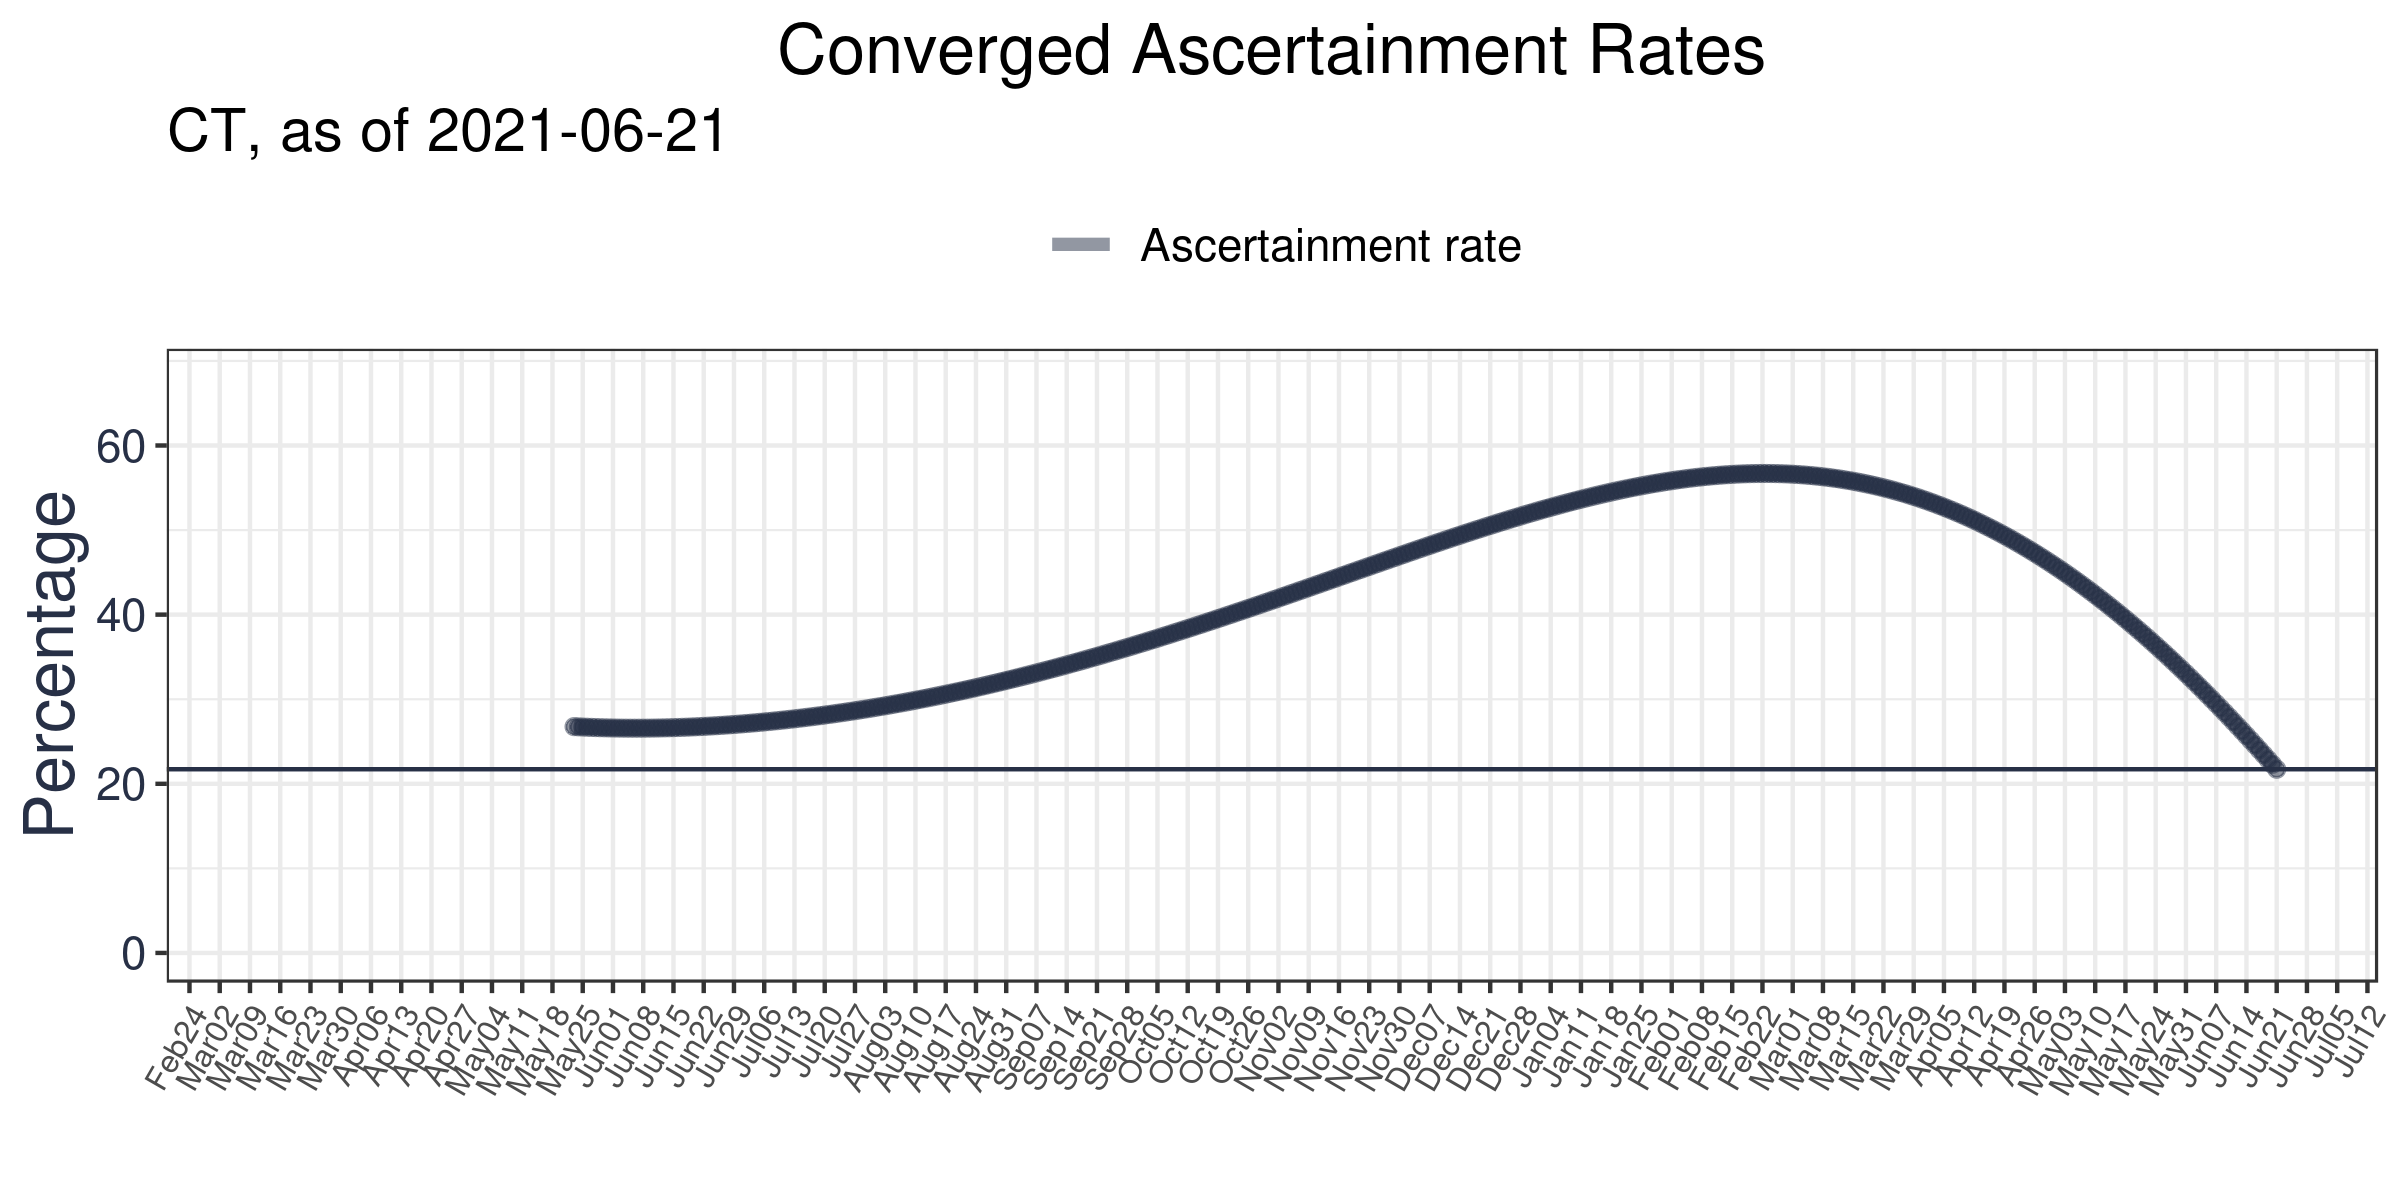 Converged Ascertainment Rates
CT, as of 2021-06-21
Ascertainment rate
Percentage
60
40
20
0
Feb24
Mar02
Mar09
Mar16
Mar23
Mar30
Apr06
Apr13
Apr20
Apr27
May04
May11
May18
May25
Jun01
Jun08
Jun15
Jun22
Jun29
Jul06
Jul13
Jul20
Jul27
Aug03
Aug10
Aug17
Aug24
Aug31
Sep07
Sep14
Sep21
Sep28
Oct05
Oct12
Oct19
Oct26
Nov02
Nov09
Nov16
Nov23
Nov30
Dec07
Dec14
Dec21
Dec28
Jan04
Jan11
Jan18
Jan25
Feb01
Feb08
Feb15
Feb22
Mar01
Mar08
Mar15
Mar22
Mar29
Apr05
Apr12
Apr19
Apr26
May03
May10
May17
May24
May31
Jun07
Jun14
Jun21
Jun28
Jul05
Jul12